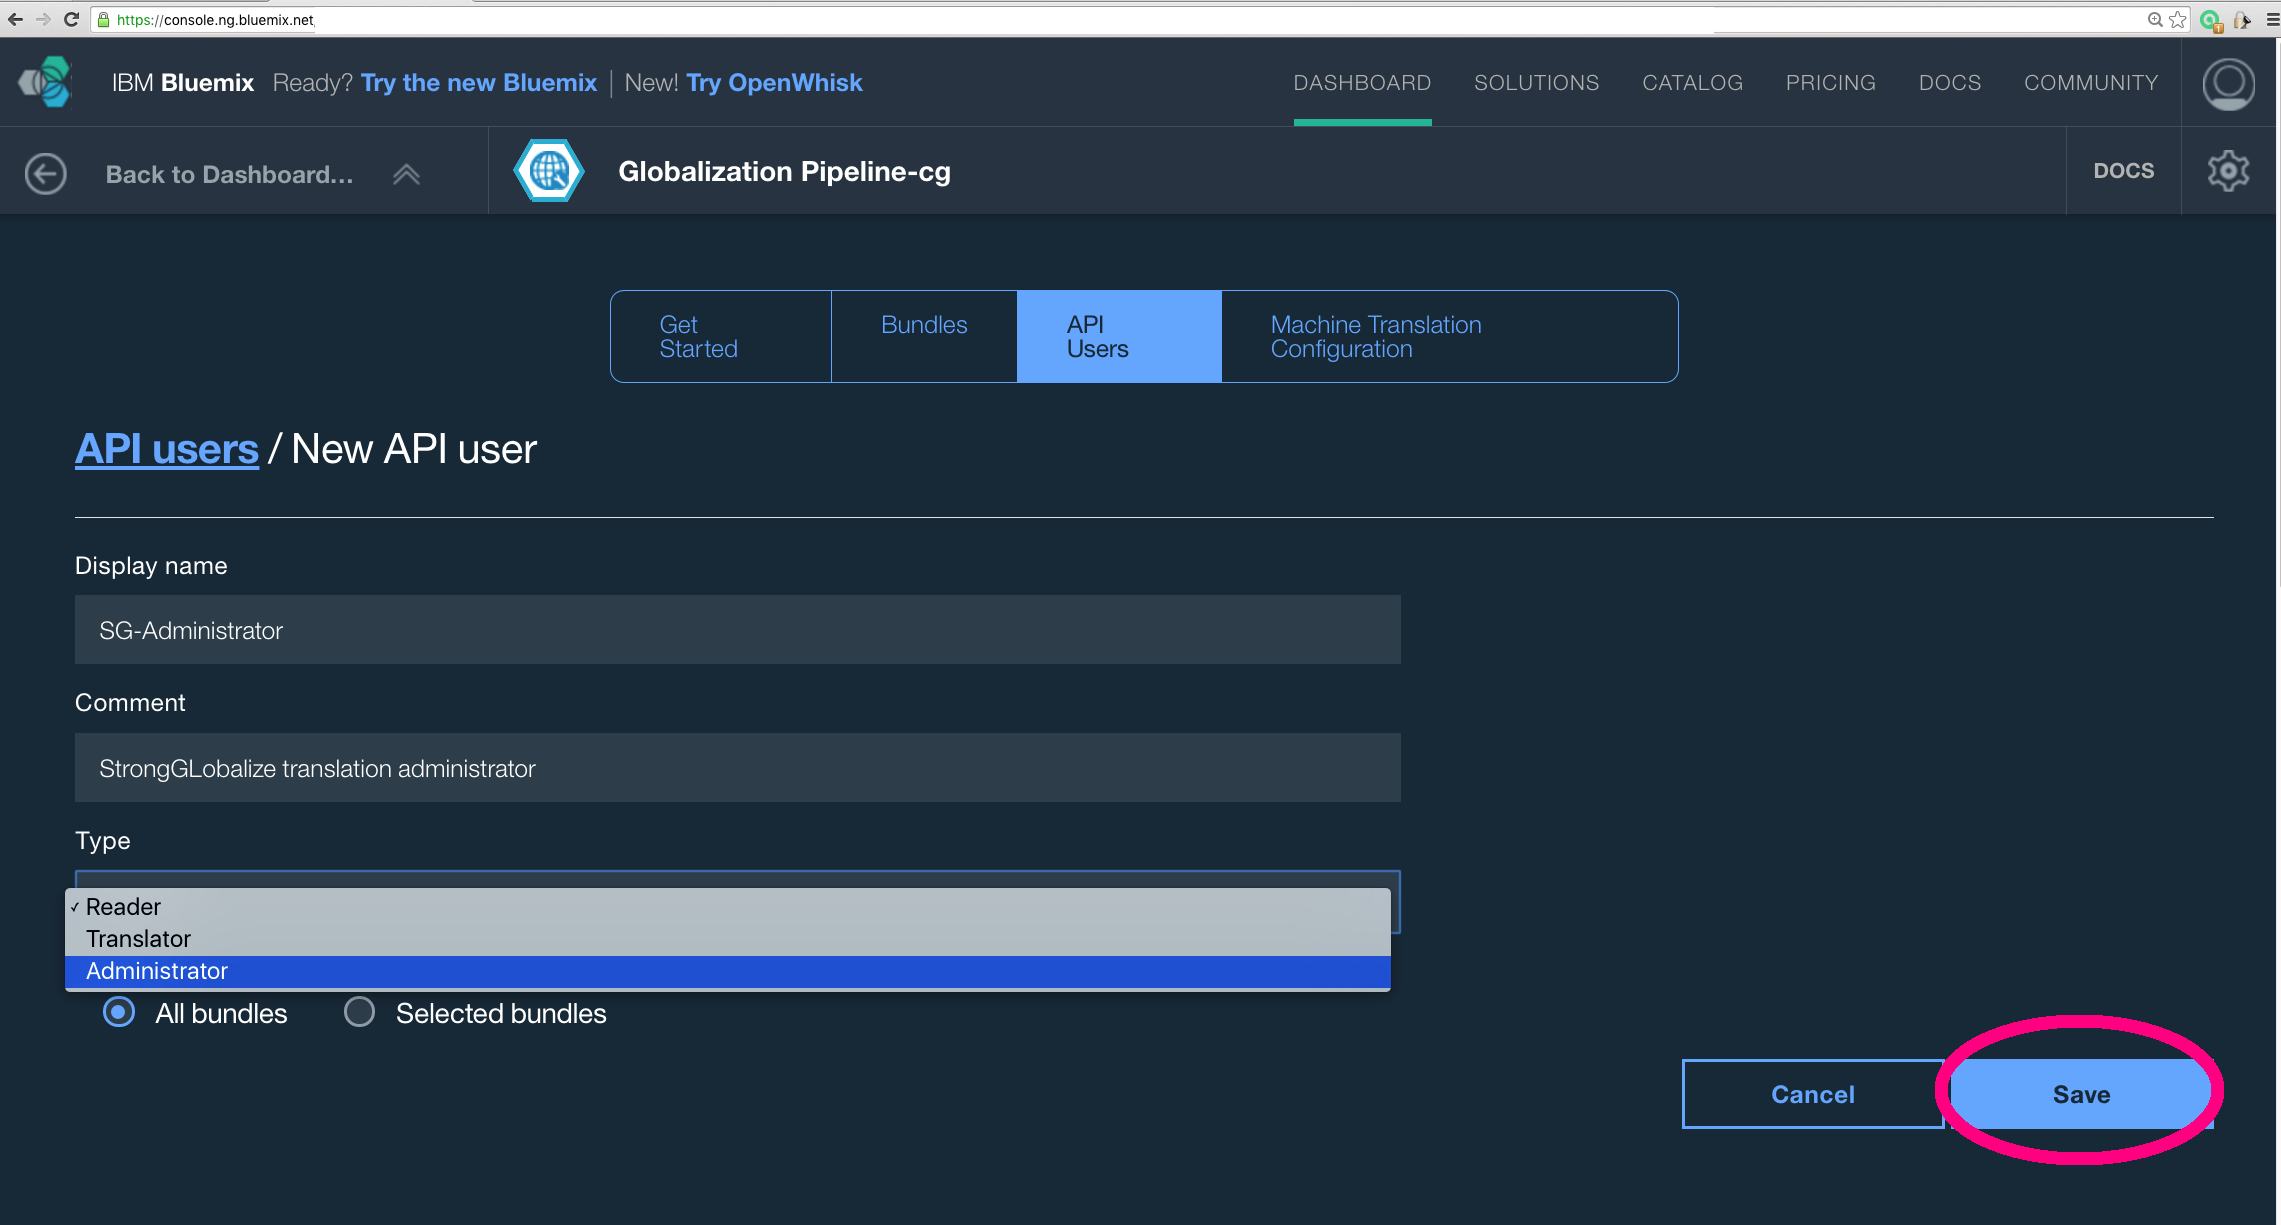 https://console.ng.bluemix.net
IBM Bluemix Ready? Try the new Bluemix | New! Try OpenWhisk
DASHBOARD SOLUTIONS CATALOG PRICING DOCS COMMUNITY
Back to Dashboard...
Globalization Pipeline-cg
DOCS
Get
Started
Bundles
API
Users
Machine Translation
Configuration
API users / New API user
Display name
SG-Administrator
Comment
StrongGLobalize translation administrator
Type
✓ Reader
Translator
Administrator
All bundles
Selected bundles
Cancel
Save